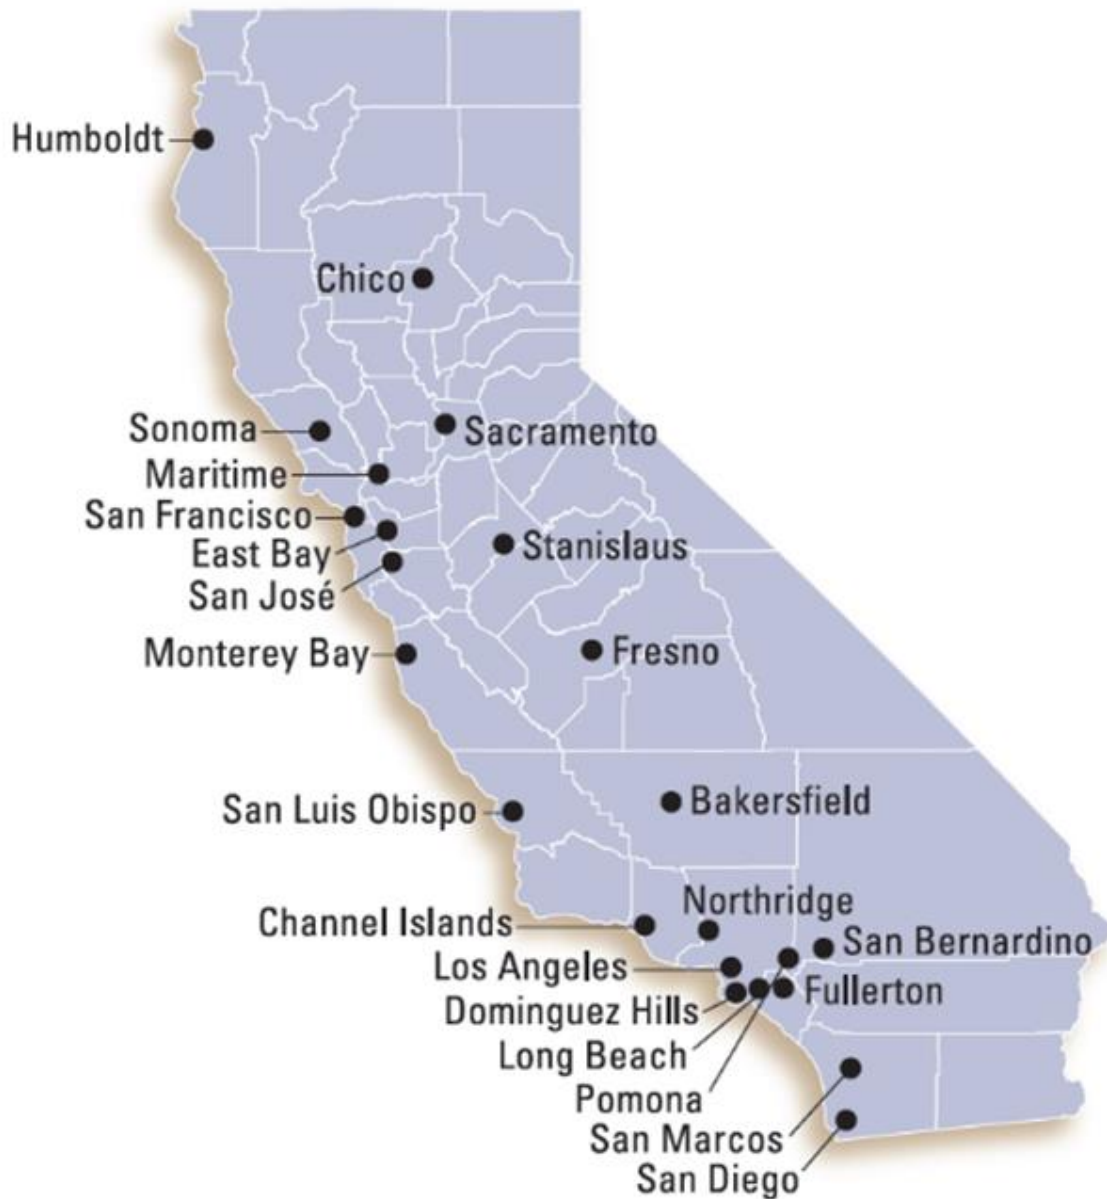 Humboldt
Chico
Sonoma
Sacramento
Maritime
San Francisco
East Bay
Stanislaus
San José
Monterey Bay
Fresno
San Luis Obispo
Bakersfield
Northridge
Channel Islands
San Bernardino
Los Angeles
Fullerton
Dominguez Hills
Long Beach
Pomona
San Marcos
San Diego